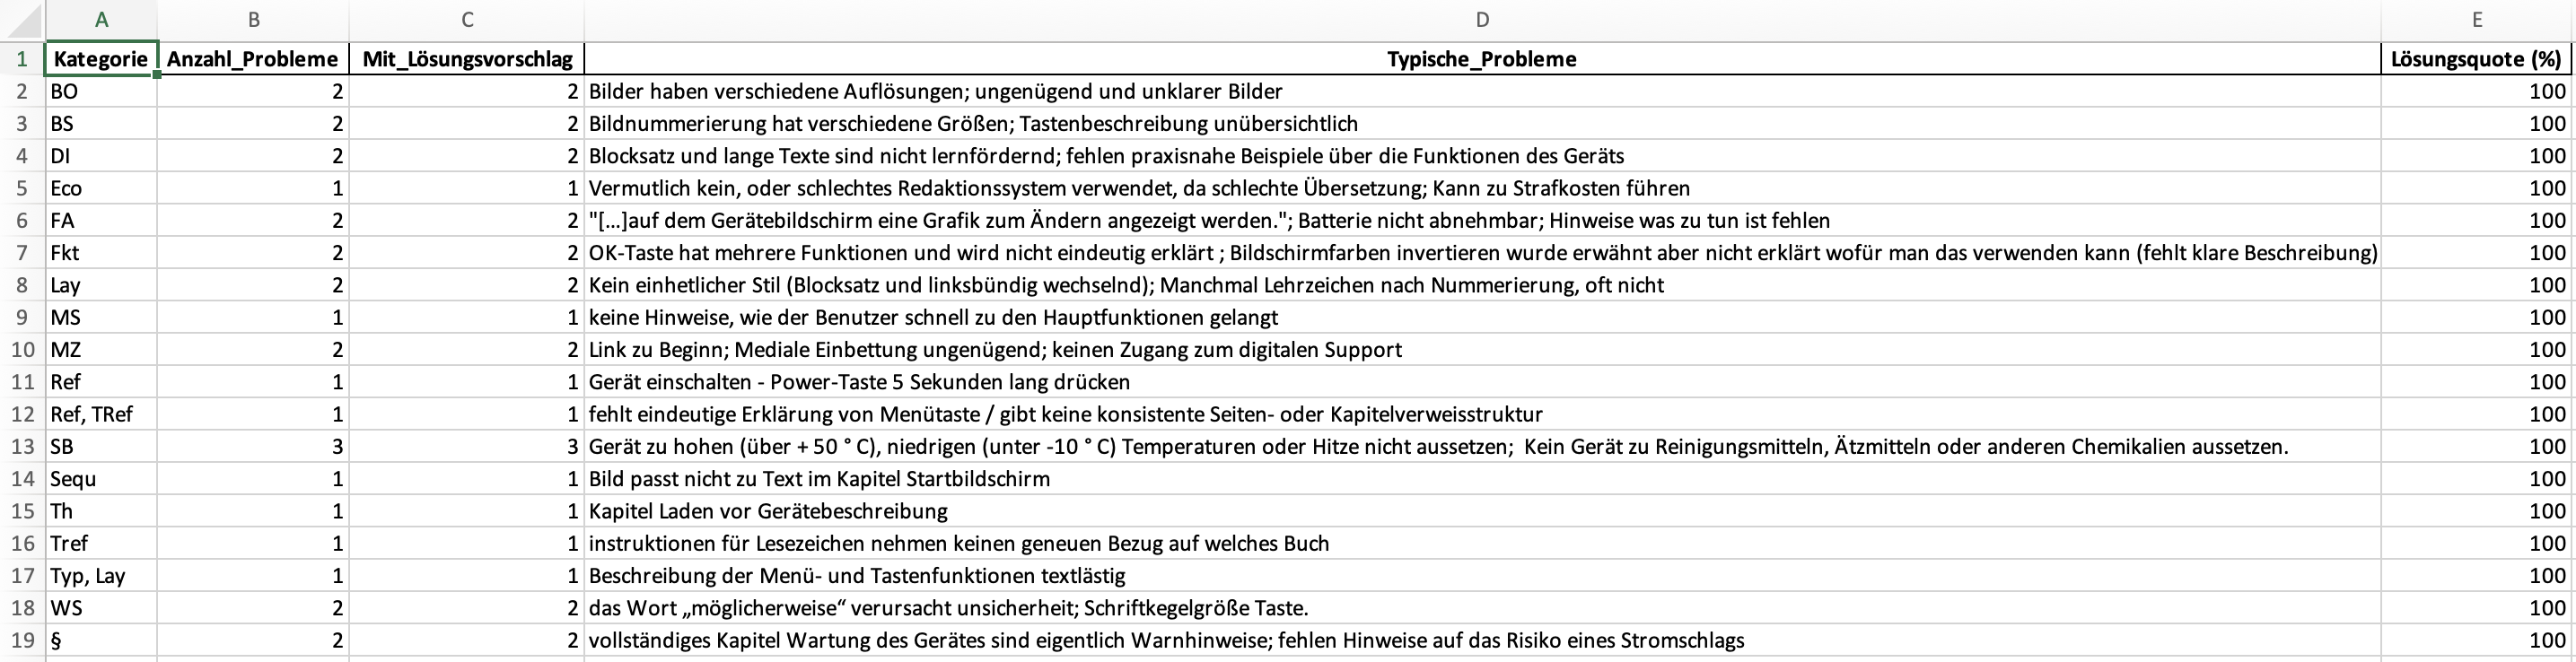 A B C D E
1 Kategorie Anzahl_Probleme Mit_Lösungsvorschlag Typische_Probleme Lösungsquote (%)
2 BO 2 2 Bilder haben verschiedene Auflösungen; ungenügend und unklarer Bilder 100
3 BS 2 2 Bildnummerierung hat verschiedene Größen; Tastenbeschreibung unübersichtlich 100
4 DI 2 2 Blocksatz und lange Texte sind nicht lernfördernd; fehlen praxisnahe Beispiele über die Funktionen des Geräts 100
5 Eco 1 1 Vermutlich kein, oder schlechtes Redaktionssystem verwendet, da schlechte Übersetzung; Kann zu Strafkosten führen 100
6 FA 2 2 "[...]auf dem Gerätebildschirm eine Grafik zum Ändern angezeigt werden."; Batterie nicht abnehmbar; Hinweise was zu tun ist fehlen 100
7 Fkt 2 2 OK-Taste hat mehrere Funktionen und wird nicht eindeutig erklärt ; Bildschirmfarben invertieren wurde erwähnt aber nicht erklärt wofür man das verwenden kann (fehlt klare Beschreibung) 100
8 Lay 2 2 Kein einhetlicher Stil (Blocksatz und linksbündig wechselnd); Manchmal Lehrzeichen nach Nummerierung, oft nicht 100
9 MS 1 1 keine Hinweise, wie der Benutzer schnell zu den Hauptfunktionen gelangt 100
10 MZ 2 2 Link zu Beginn; Mediale Einbettung ungenügend; keinen Zugang zum digitalen Support 100
11 Ref 1 1 Gerät einschalten - Power-Taste 5 Sekunden lang drücken 100
12 Ref, TRef 1 1 fehlt eindeutige Erklärung von Menütaste / gibt keine konsistente Seiten- oder Kapitelverweisstruktur 100
13 SB 3 3 Gerät zu hohen (über + 50 ° C), niedrigen (unter -10 ° C) Temperaturen oder Hitze nicht aussetzen; Kein Gerät zu Reinigungsmitteln, Ätzmitteln oder anderen Chemikalien aussetzen. 100
14 Sequ 1 1 Bild passt nicht zu Text im Kapitel Startbildschirm 100
15 Th 1 1 Kapitel Laden vor Gerätebeschreibung 100
16 Tref 1 1 instruktionen für Lesezeichen nehmen keinen geneuen Bezug auf welches Buch 100
17 Typ, Lay 1 1 Beschreibung der Menü- und Tastenfunktionen textlästig 100
18 WS 2 2 das Wort „möglicherweise“ verursacht unsicherheit; Schriftkegelgröße Taste. 100
19 § 2 2 vollständiges Kapitel Wartung des Gerätes sind eigentlich Warnhinweise; fehlen Hinweise auf das Risiko eines Stromschlags 100